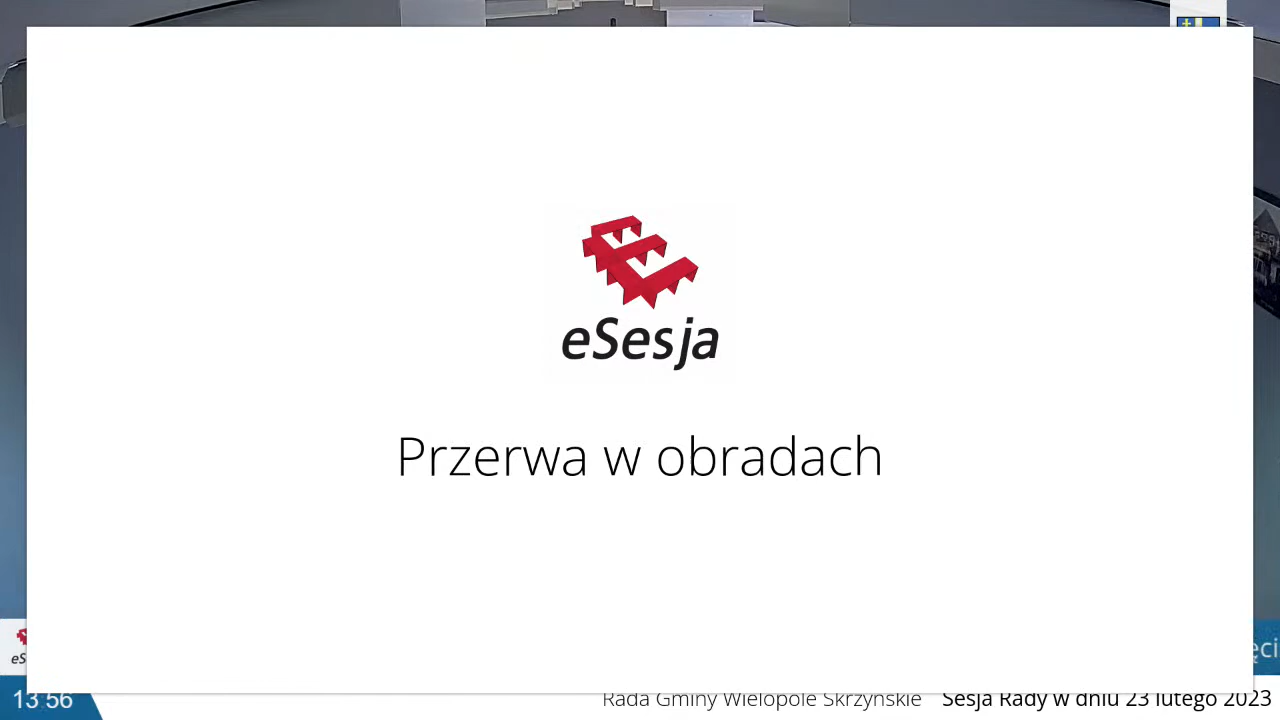 eSesja
Przerwa w obradach
13:56
Rada Gminy Wielopole Skrzyńskie Sesja Rady w dniu 23 lutego 2023